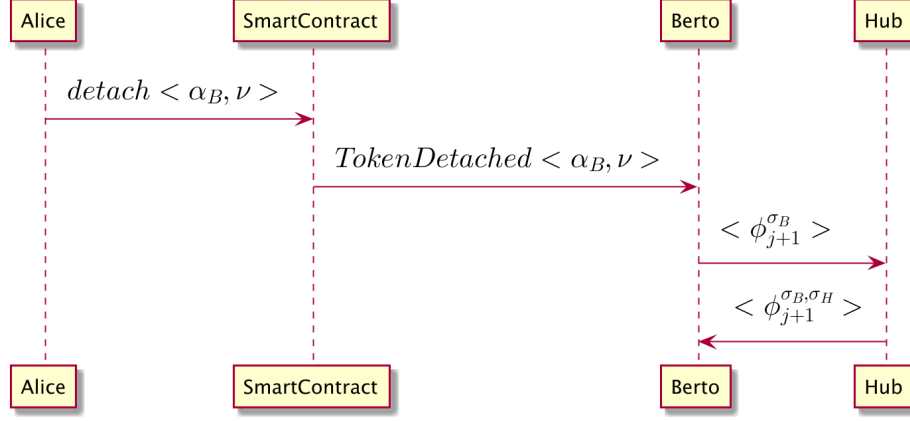 Alice SmartContract Berto Hub
detach < α_B, ν >
TokenDetached < α_B, ν >
< ϕ_{j+1}^{σ_B} >
< ϕ_{j+1}^{σ_B,σ_H} >
Alice SmartContract Berto Hub